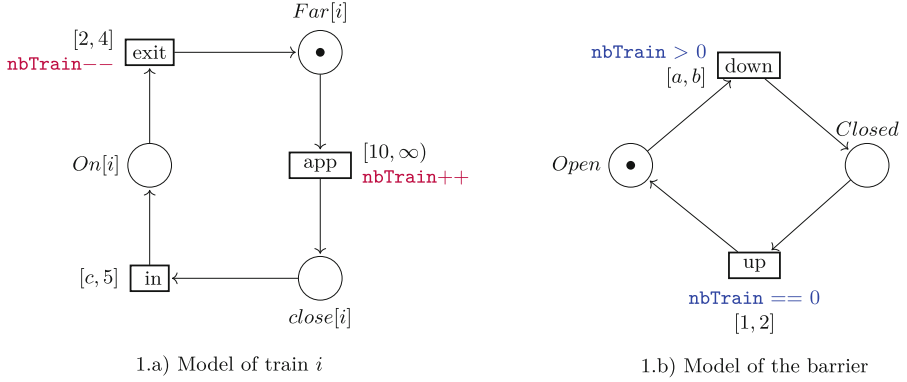 Far[i]
[2, 4]
exit
nbTrain−−
On[i]
app
[10, ∞)
nbTrain++
[c, 5]
in
close[i]
1.a) Model of train i
nbTrain > 0
down
[a, b]
Closed
Open
up
nbTrain == 0
[1, 2]
1.b) Model of the barrier